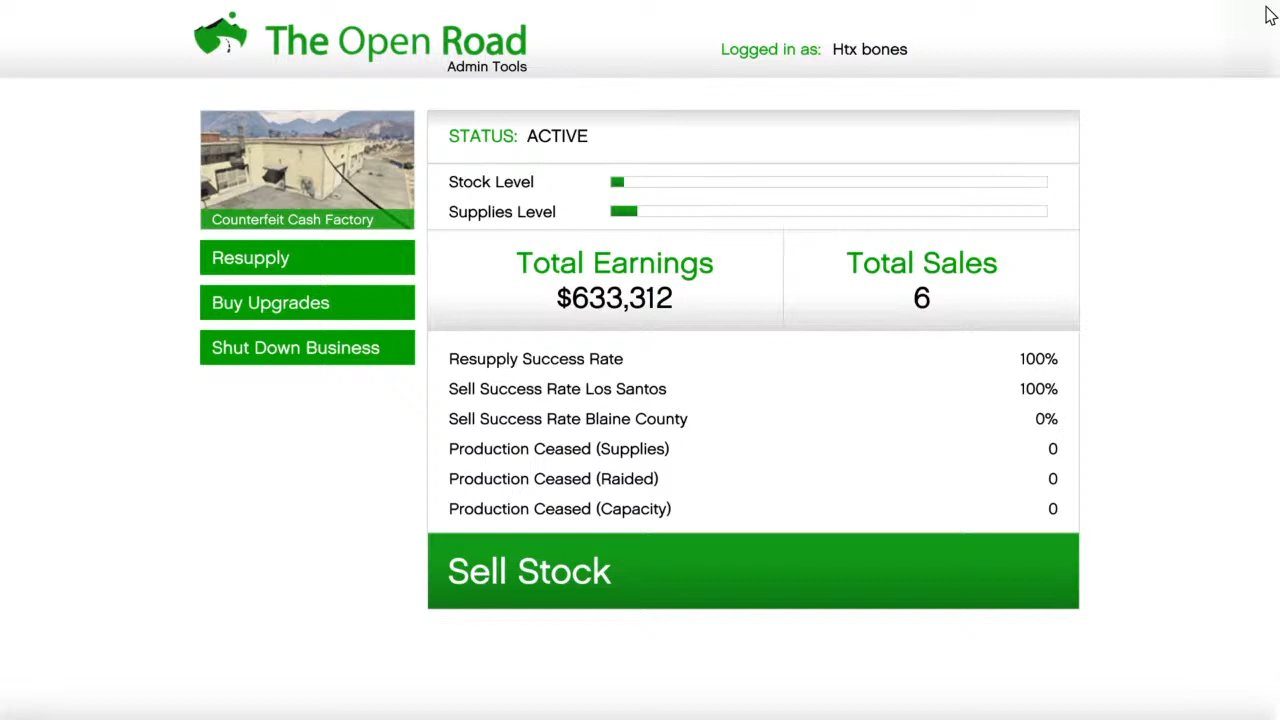 The Open Road
Admin Tools
Logged in as: Htx bones
Counterfeit Cash Factory
Resupply
Buy Upgrades
Shut Down Business
STATUS: ACTIVE
Stock Level
Supplies Level
Total Earnings
$633,312
Total Sales
6
Resupply Success Rate 100%
Sell Success Rate Los Santos 100%
Sell Success Rate Blaine County 0%
Production Ceased (Supplies) 0
Production Ceased (Raided) 0
Production Ceased (Capacity) 0
Sell Stock